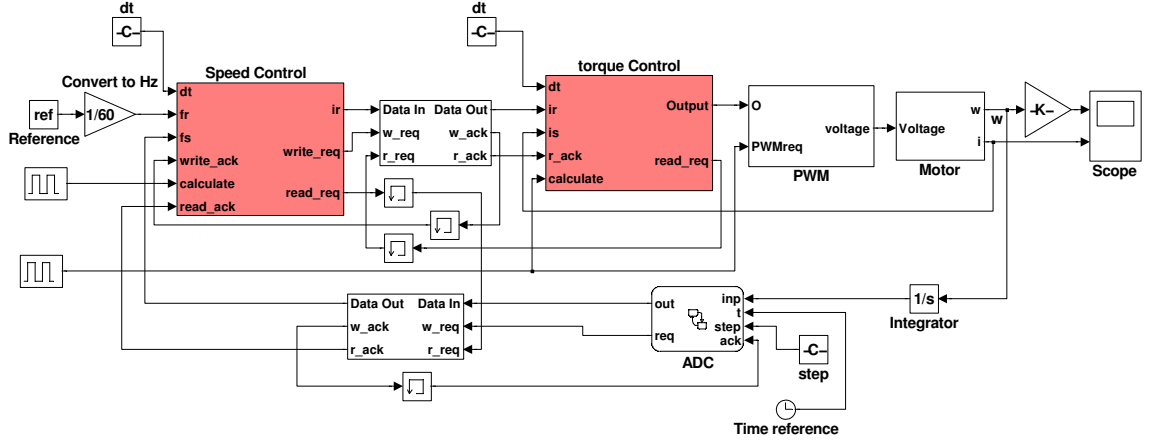 dt
-C-
dt
-C-
Convert to Hz
Speed Control
torque Control
ref
Reference
1/60
dt
fr
fs
write_ack
calculate
read_ack
ir
write_req
read_req
Data In
Data Out
w_req
w_ack
r_req
r_ack
dt
ir
is
r_ack
calculate
Output
read_req
O
PWMreq
voltage
PWM
Voltage
w
i
Motor
w
-K-
Scope
Data Out
Data In
w_ack
w_req
r_ack
r_req
out
req
inp
t
step
ack
ADC
1/s
Integrator
-C-
step
Time reference